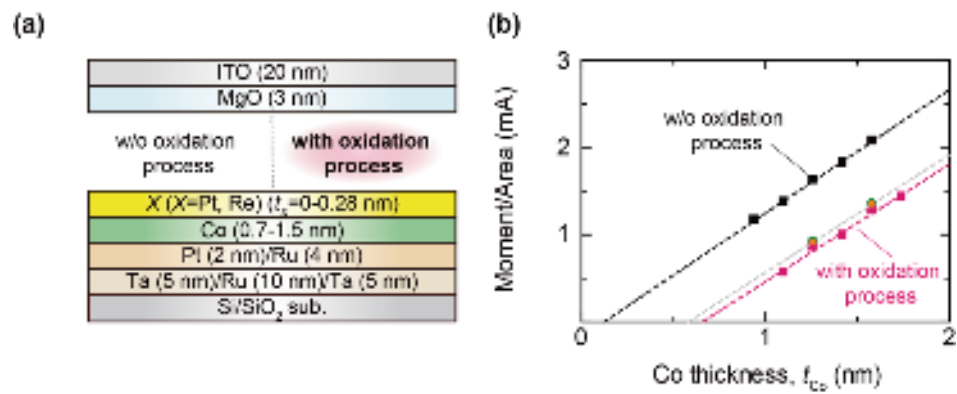 (a)
ITO (20 nm)
MgO (3 nm)
w/o oxidation
process
with oxidation
process
X (X=Pt, Re) (tₓ=0-0.28 nm)
Co (0.7-1.5 nm)
Pt (2 nm)/Ru (4 nm)
Ta (5 nm)/Ru (10 nm)/Ta (5 nm)
Si/SiO₂ sub.
(b)
Moment/Area (mA)
3
2
1
w/o oxidation
process
with oxidation
process
0
1
2
Co thickness, t_Co (nm)